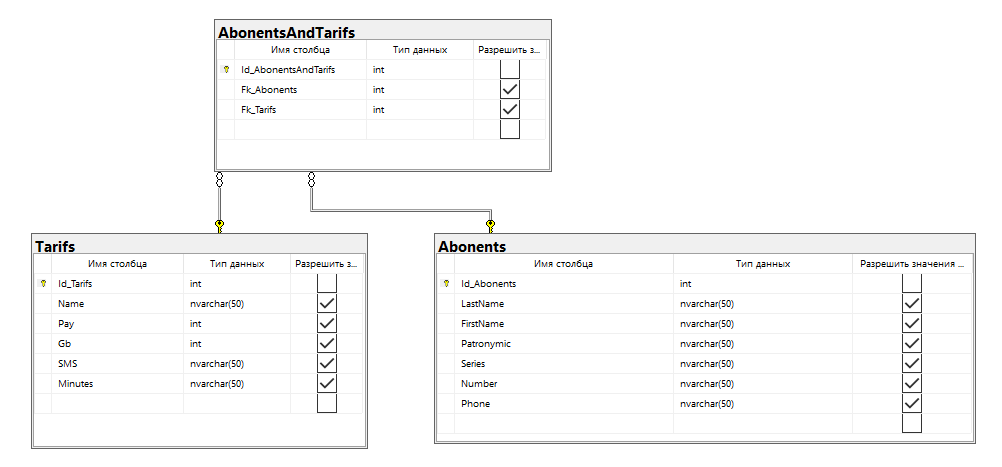 AbonentsAndTarifs
Имя столбца Тип данных Разрешить з...
Id_AbonentsAndTarifs int
Fk_Abonents int
Fk_Tarifs int
Tarifs
Имя столбца Тип данных Разрешить з...
Id_Tarifs int
Name nvarchar(50)
Pay int
Gb int
SMS nvarchar(50)
Minutes nvarchar(50)
Abonents
Имя столбца Тип данных Разрешить значения ...
Id_Abonents int
LastName nvarchar(50)
FirstName nvarchar(50)
Patronymic nvarchar(50)
Series nvarchar(50)
Number nvarchar(50)
Phone nvarchar(50)